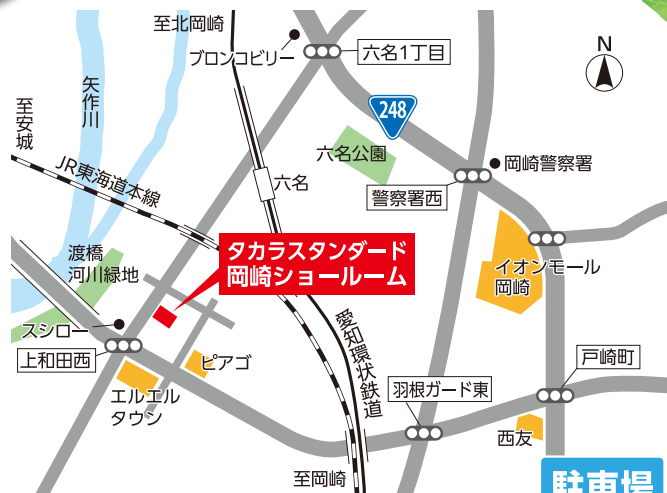 至北岡崎
ブロンコビリー
六名1丁目
N
矢作川
至安城
248
JR東海道本線
六名公園
岡崎警察署
六名
警察署西
タカラスタンダード
岡崎ショールーム
渡橋
河川緑地
イオンモール
岡崎
スシロー
愛知環状鉄道
上和田西
ピアゴ
戸崎町
エルエル
タウン
羽根ガード東
西友
至岡崎
駐車場